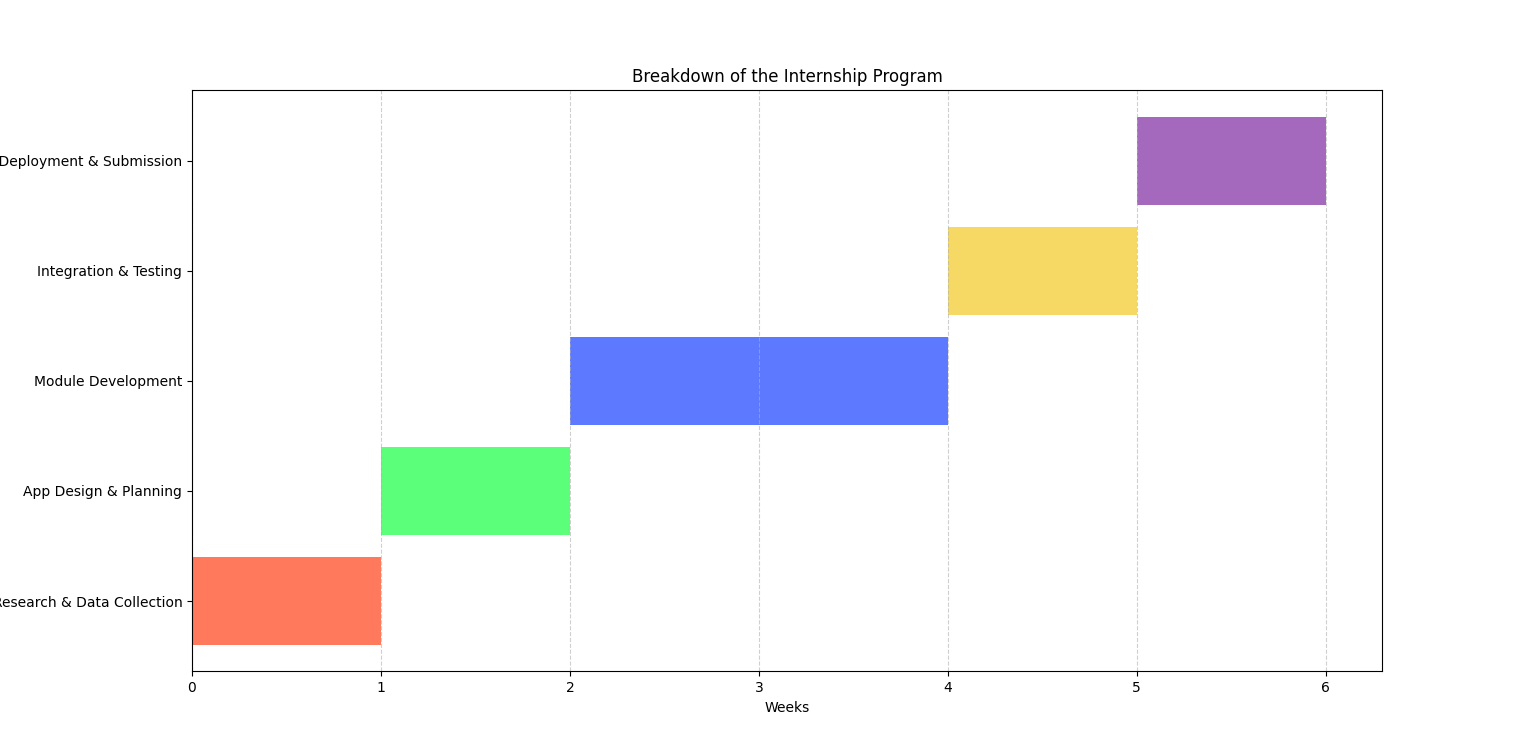 Breakdown of the Internship Program
Deployment & Submission
Integration & Testing
Module Development
App Design & Planning
& Data Collection
0 1 2 3 4 5 6
Weeks